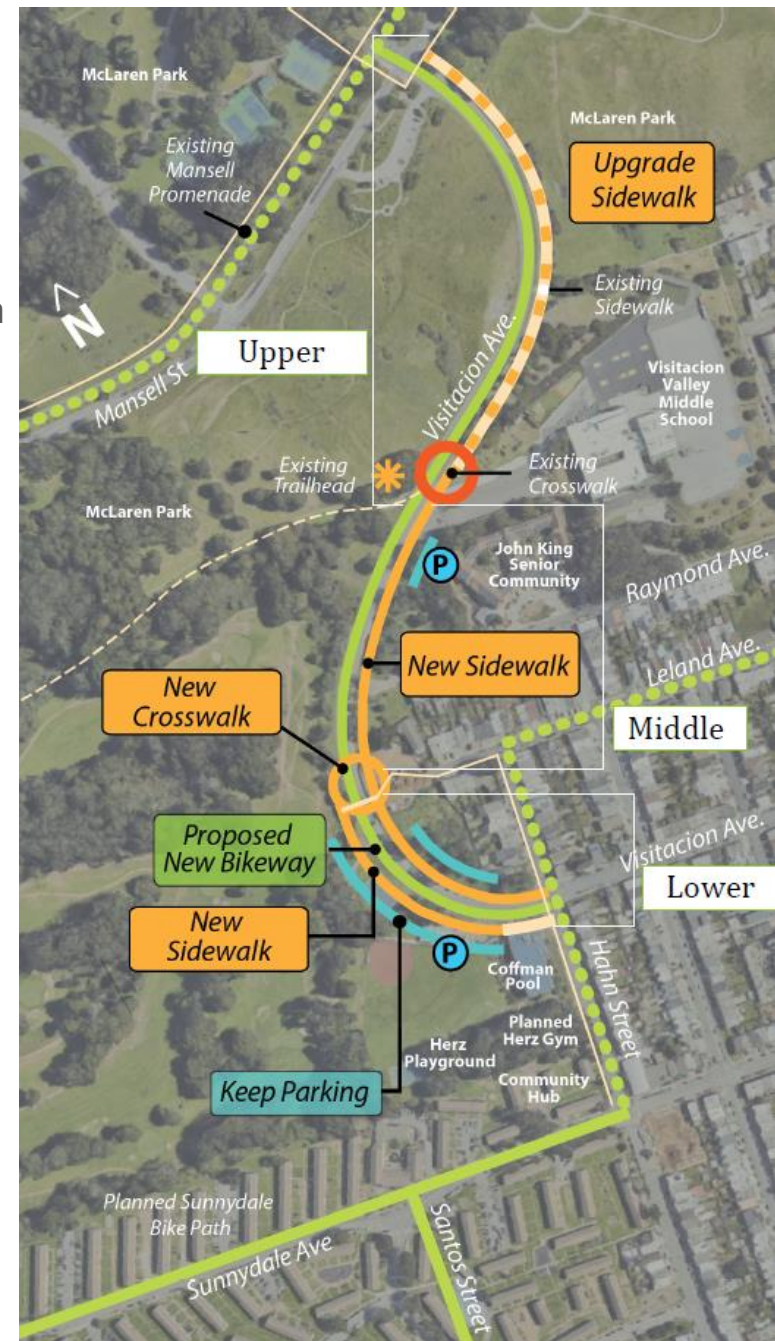 McLaren Park
Existing
Mansell
Promenade
McLaren Park
Upgrade
Sidewalk
Existing
Sidewalk
N
Upper
Mansell St
Visitacion Ave.
Visitacion
Valley
Middle
School
Existing
Trailhead
Existing
Crosswalk
McLaren Park
P
John King
Senior
Community
Raymond Ave.
New Sidewalk
Leland Ave.
New
Crosswalk
Middle
Proposed
New Bikeway
Visitacion Ave.
Lower
New
Sidewalk
P
Coffman
Pool
Hahn Street
Planned
Herz Gym
Herz
Playground
Community
Hub
Keep Parking
Planned Sunnydale
Bike Path
Sunnydale Ave
Santos Street